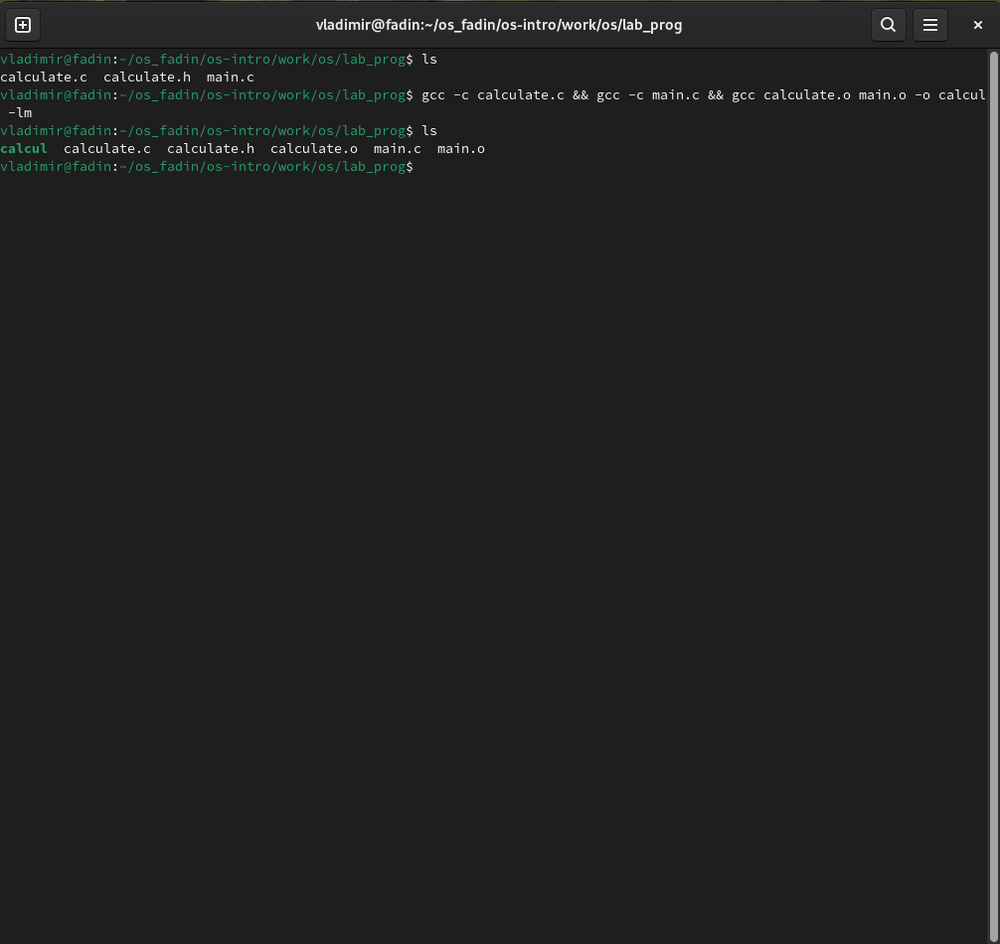 vladimir@fadin:~/os_fadin/os-intro/work/os/lab_prog
vladimir@fadin:~/os_fadin/os-intro/work/os/lab_prog$ ls
calculate.c  calculate.h  main.c
vladimir@fadin:~/os_fadin/os-intro/work/os/lab_prog$ gcc -c calculate.c && gcc -c main.c && gcc calculate.o main.o -o calcul
 -lm
vladimir@fadin:~/os_fadin/os-intro/work/os/lab_prog$ ls
calcul  calculate.c  calculate.h  calculate.o  main.c  main.o
vladimir@fadin:~/os_fadin/os-intro/work/os/lab_prog$